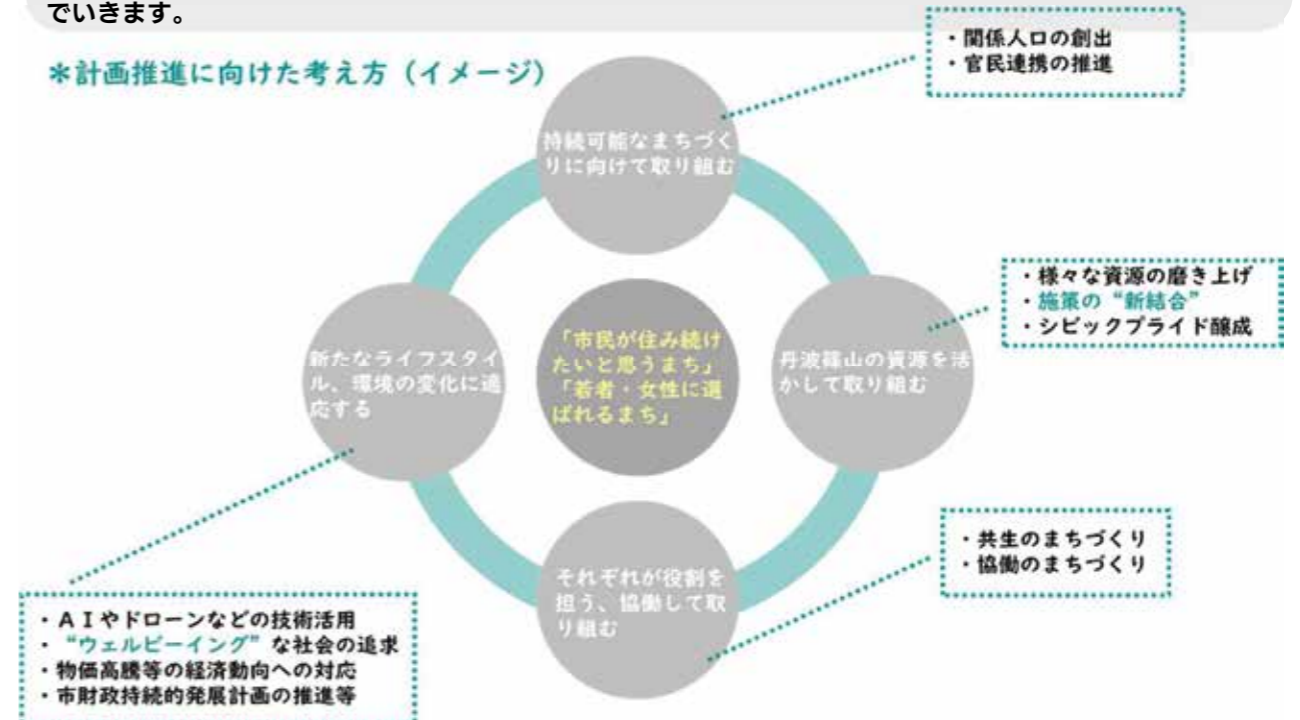 でいきます。
＊計画推進に向けた考え方（イメージ）
・関係人口の創出
・官民連携の推進
持続可能なまちづく
りに向けて取り組む
・様々な資源の磨き上げ
・施策の“新結合”
・シビックプライド醸成
新たなライフスタイ
ル、環境の変化に適
応する
「市民が住み続け
たいと思うまち」
「若者・女性に選
ばれるまち」
丹波篠山の資源を活
かして取り組む
・共生のまちづくり
・協働のまちづくり
それぞれが役割を
担う、協働して取
り組む
・ＡＩやドローンなどの技術活用
・“ウェルビーイング”な社会の追求
・物価高騰等の経済動向への対応
・市財政持続的発展計画の推進等